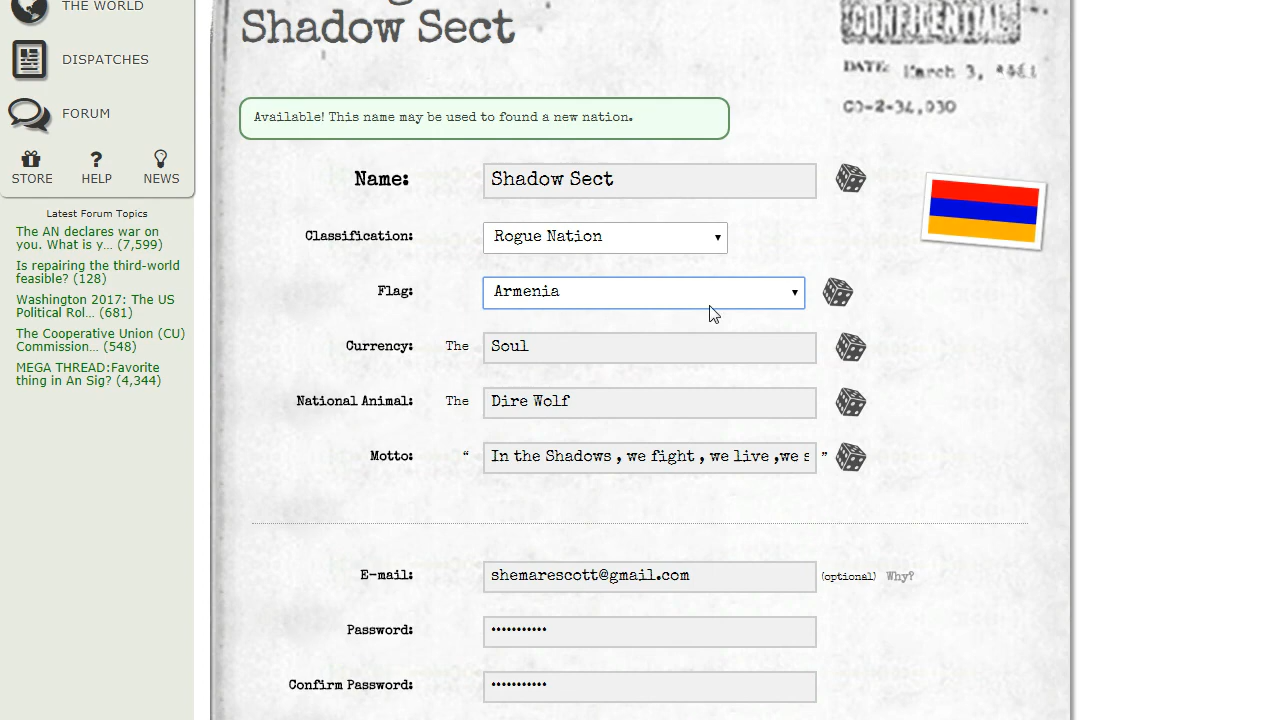 THE WORLD
DISPATCHES
FORUM
STORE
HELP
NEWS
Latest Forum Topics
The AN declares war on
you. What is y... (7,599)
Is repairing the third-world
feasible? (128)
Washington 2017: The US
Political Rol... (681)
The Cooperative Union (CU)
Commission... (548)
MEGA THREAD:Favorite
thing in An Sig? (4,344)
Shadow Sect
CONFIDENTIAL
DATE: March 3,
Available! This name may be used to found a new nation.
Name: Shadow Sect
Classification: Rogue Nation
Flag: Armenia
Currency: The Soul
National Animal: The Dire Wolf
Motto: “ In the Shadows , we fight , we live ,we s ”
E-mail: shemarescott@gmail.com (optional) Why?
Password: •••••••••••
Confirm Password: •••••••••••